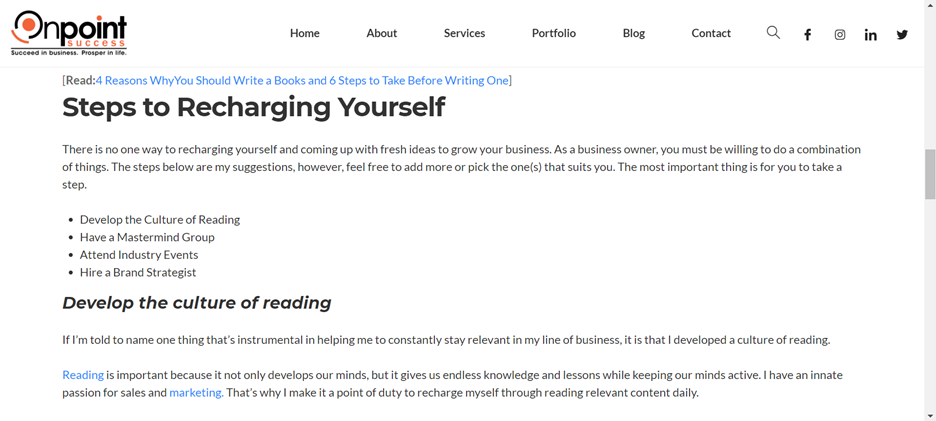 Onpoint
success
Succeed in business. Prosper in life.
Home About Services Portfolio Blog Contact
[Read:4 Reasons WhyYou Should Write a Books and 6 Steps to Take Before Writing One]
Steps to Recharging Yourself
There is no one way to recharging yourself and coming up with fresh ideas to grow your business. As a business owner, you must be willing to do a combination
of things. The steps below are my suggestions, however, feel free to add more or pick the one(s) that suits you. The most important thing is for you to take a
step.
• Develop the Culture of Reading
• Have a Mastermind Group
• Attend Industry Events
• Hire a Brand Strategist
Develop the culture of reading
If I’m told to name one thing that’s instrumental in helping me to constantly stay relevant in my line of business, it is that I developed a culture of reading.
Reading is important because it not only develops our minds, but it gives us endless knowledge and lessons while keeping our minds active. I have an innate
passion for sales and marketing. That’s why I make it a point of duty to recharge myself through reading relevant content daily.